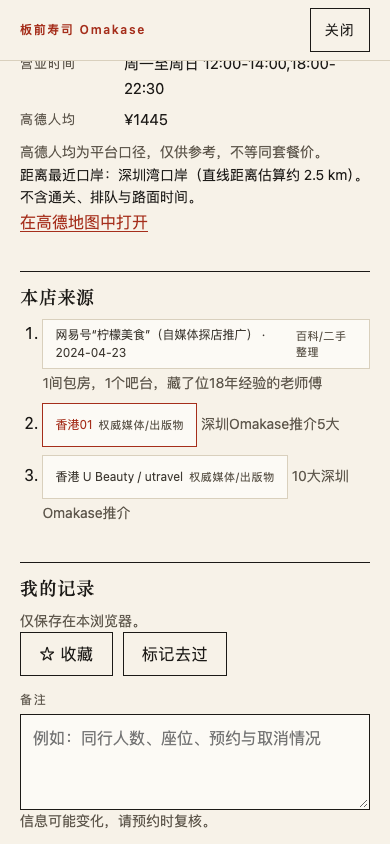 板前寿司 Omakase
关闭
营业时间 周一至周日 12:00-14:00,18:00-
22:30
高德人均 ¥1445
高德人均为平台口径，仅供参考，不等同套餐价。
距离最近口岸：深圳湾口岸（直线距离估算约 2.5 km）。
不含通关、排队与路面时间。
在高德地图中打开
本店来源
1. 网易号“柠檬美食”（自媒体探店推广） · 百科/二手
2024-04-23 整理
1间包房，1个吧台，藏了位18年经验的老师傅
2. 香港01 权威媒体/出版物 深圳Omakase推介5大
3. 香港 U Beauty / utravel 权威媒体/出版物 10大深圳
Omakase推介
我的记录
仅保存在本浏览器。
☆ 收藏 标记去过
备注
例如：同行人数、座位、预约与取消情况
信息可能变化，请预约时复核。